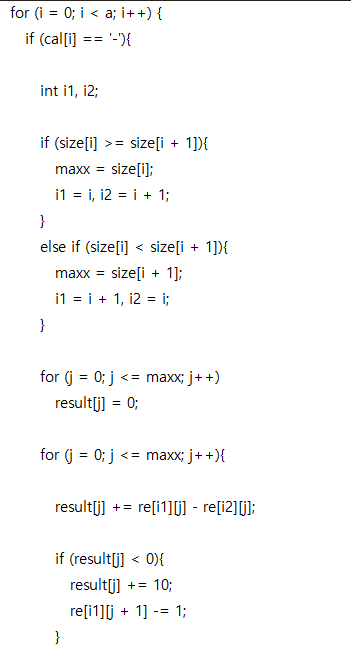 for (i = 0; i < a; i++) {
if (cal[i] == '-'){
int i1, i2;
if (size[i] >= size[i + 1]){
maxx = size[i];
i1 = i, i2 = i + 1;
}
else if (size[i] < size[i + 1]){
maxx = size[i + 1];
i1 = i + 1, i2 = i;
}
for (j = 0; j <= maxx; j++)
result[j] = 0;
for (j = 0; j <= maxx; j++){
result[j] += re[i1][j] - re[i2][j];
if (result[j] < 0){
result[j] += 10;
re[i1][j + 1] -= 1;
}